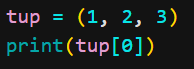 tup = (1, 2, 3)
print(tup[0])